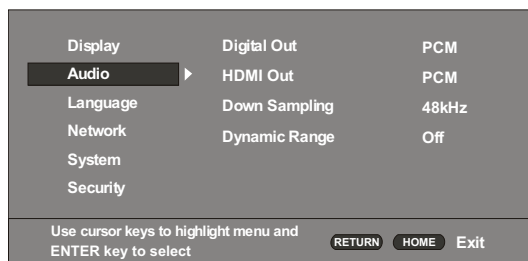 Display Digital Out PCM
Audio HDMI Out PCM
Language Down Sampling 48kHz
Network Dynamic Range Off
System
Security
Use cursor keys to highlight menu and
ENTER key to select
RETURN HOME Exit